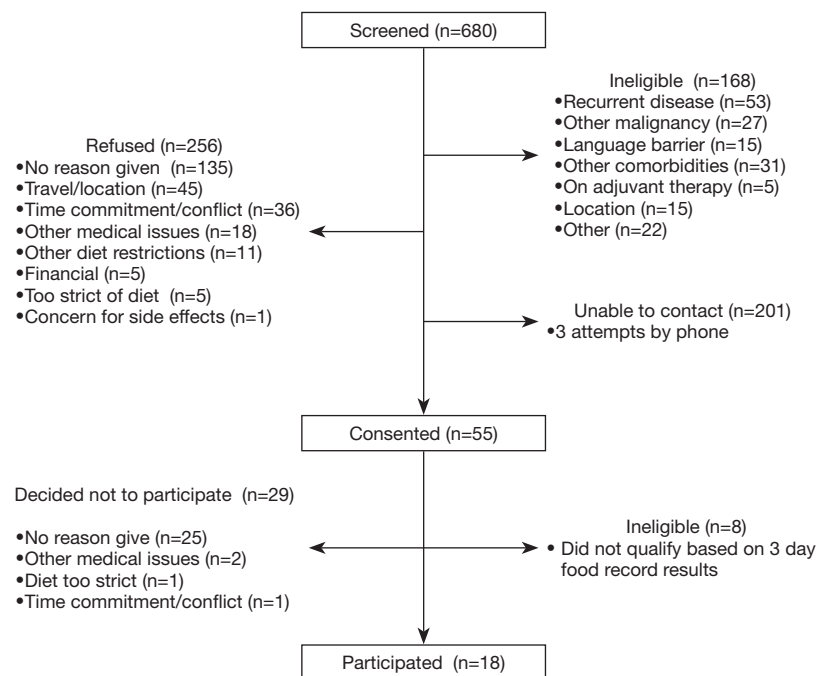 Screened (n=680)
Ineligible (n=168)
•Recurrent disease (n=53)
•Other malignancy (n=27)
•Language barrier (n=15)
•Other comorbidities (n=31)
•On adjuvant therapy (n=5)
•Location (n=15)
•Other (n=22)
Refused (n=256)
•No reason given (n=135)
•Travel/location (n=45)
•Time commitment/conflict (n=36)
•Other medical issues (n=18)
•Other diet restrictions (n=11)
•Financial (n=5)
•Too strict of diet (n=5)
•Concern for side effects (n=1)
Unable to contact (n=201)
•3 attempts by phone
Consented (n=55)
Decided not to participate (n=29)
•No reason give (n=25)
•Other medical issues (n=2)
•Diet too strict (n=1)
•Time commitment/conflict (n=1)
Ineligible (n=8)
• Did not qualify based on 3 day
food record results
Participated (n=18)